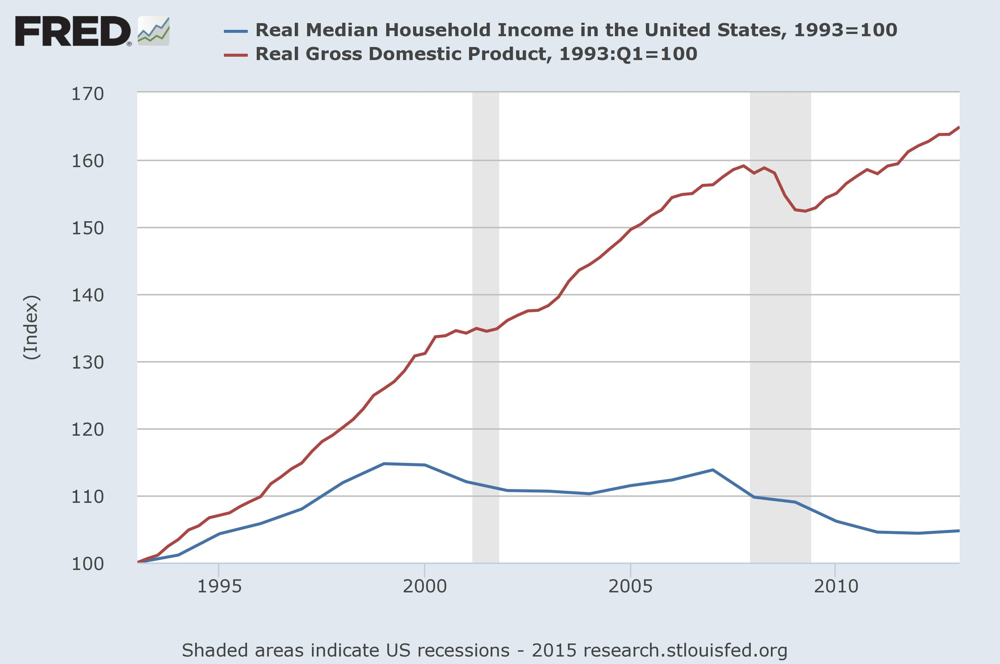 FRED®
Real Median Household Income in the United States, 1993=100
Real Gross Domestic Product, 1993:Q1=100
170
160
150
140
130
120
110
100
(Index)
1995 2000 2005 2010
Shaded areas indicate US recessions - 2015 research.stlouisfed.org